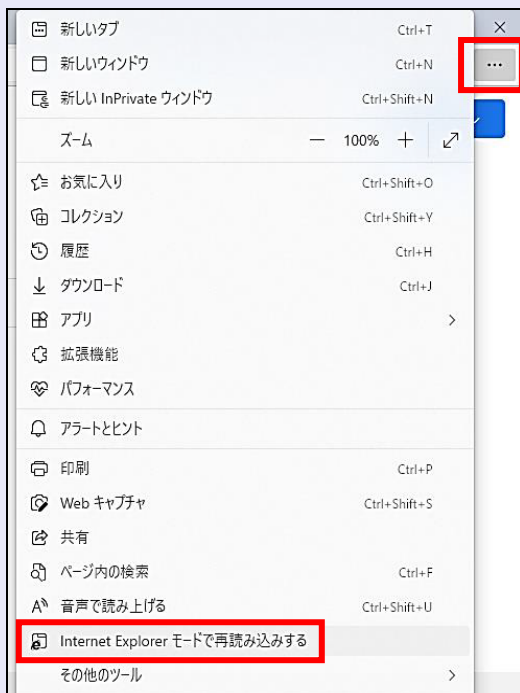 新しいタブ Ctrl+T
新しいウィンドウ Ctrl+N
新しい InPrivate ウィンドウ Ctrl+Shift+N
ズーム — 100% +
お気に入り Ctrl+Shift+O
コレクション Ctrl+Shift+Y
履歴 Ctrl+H
ダウンロード Ctrl+J
アプリ
拡張機能
パフォーマンス
アラートとヒント
印刷 Ctrl+P
Web キャプチャ Ctrl+Shift+S
共有
ページ内の検索 Ctrl+F
音声で読み上げる Ctrl+Shift+U
Internet Explorer モードで再読み込みする
その他のツール